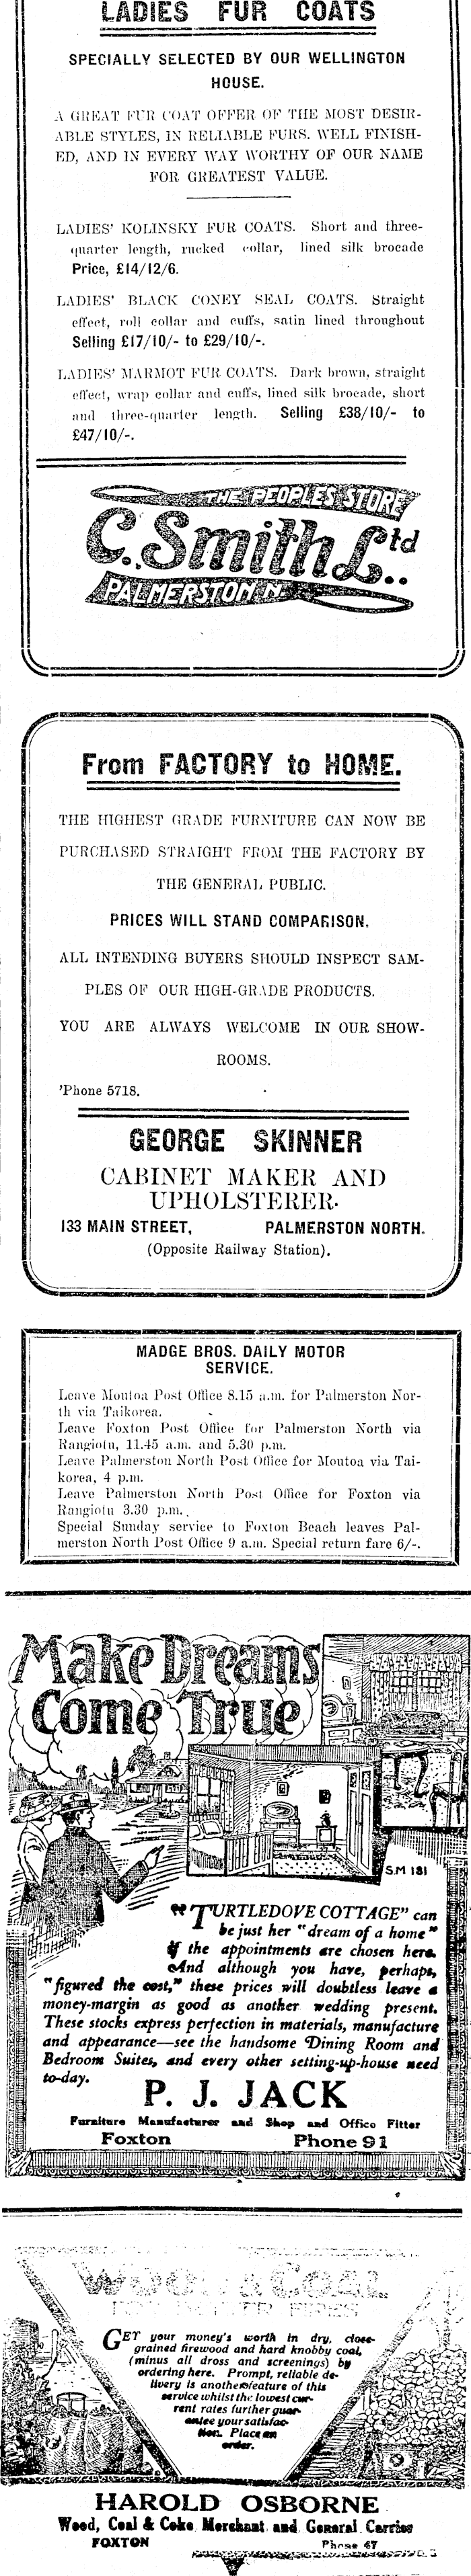 LADIES FUR COATS
SPECIALLY SELECTED BY OUR WELLINGTON
HOUSE.
A GREAT FUR COAT OFFER OF THE MOST DESIR-
ABLE STYLES, IN RELIABLE FURS. WELL FINISH-
ED, AND IN EVERY WAY WORTHY OF OUR NAME
FOR GREATEST VALUE.
LADIES' KOLINSKY FUR COATS. Short and three-
quarter length, rucked collar, lined silk brocade
Price, £14/12/6.
LADIES' BLACK CONEY SEAL COATS. Straight
effect, roll collar and cuffs, satin lined throughout
Selling £17/10/- to £29/10/-.
LADIES' MARMOT FUR COATS. Dark brown, straight
effect, wrap collar and cuffs, lined silk brocade, short
and three-quarter length. Selling £38/10/- to
£47/10/-.
THE PEOPLES STORE
C. Smith Ltd..
PALMERSTON N
From FACTORY to HOME.
THE HIGHEST GRADE FURNITURE CAN NOW BE
PURCHASED STRAIGHT FROM THE FACTORY BY
THE GENERAL PUBLIC.
PRICES WILL STAND COMPARISON.
ALL INTENDING BUYERS SHOULD INSPECT SAM-
PLES OF OUR HIGH-GRADE PRODUCTS.
YOU ARE ALWAYS WELCOME IN OUR SHOW-
ROOMS.
'Phone 5718.
GEORGE SKINNER
CABINET MAKER AND
UPHOLSTERER.
133 MAIN STREET, PALMERSTON NORTH.
(Opposite Railway Station).
MADGE BROS. DAILY MOTOR
SERVICE.
Leave Moutoa Post Office 8.15 a.m. for Palmerston Nor-
th via Taikorea.
Leave Foxton Post Office for Palmerston North via
Rangiotu, 11.45 a.m. and 5.30 p.m.
Leave Palmerston North Post Office for Moutoa via Tai-
korea, 4 p.m.
Leave Palmerston North Post Office for Foxton via
Rangiotu 3.30 p.m.
Special Sunday service to Foxton Beach leaves Pal-
merston North Post Office 9 a.m. Special return fare 6/-.
Make Dreams
Come True
S.M 181
"TURTLEDOVE COTTAGE" can
be just her "dream of a home"
if the appointments are chosen here.
And although you have, perhaps,
"figured the cost," these prices will doubtless leave a
money-margin as good as another wedding present.
These stocks express perfection in materials, manufacture
and appearance—see the handsome Dining Room and
Bedroom Suites, and every other setting-up-house need
to-day.
P. J. JACK
Furniture Manufacturer and Shop and Office Fitter
Foxton Phone 91
WOOD & COAL
GET your money's worth in dry, close-
grained firewood and hard knobby coal,
(minus all dross and screenings) by
ordering here. Prompt, reliable de-
livery is another feature of this
service whilst the lowest cur-
rent rates further guar-
antee your satisfac-
tion. Place an
order.
HAROLD OSBORNE
Wood, Coal & Coke Merchant and General Carrier
FOXTON Phone 47